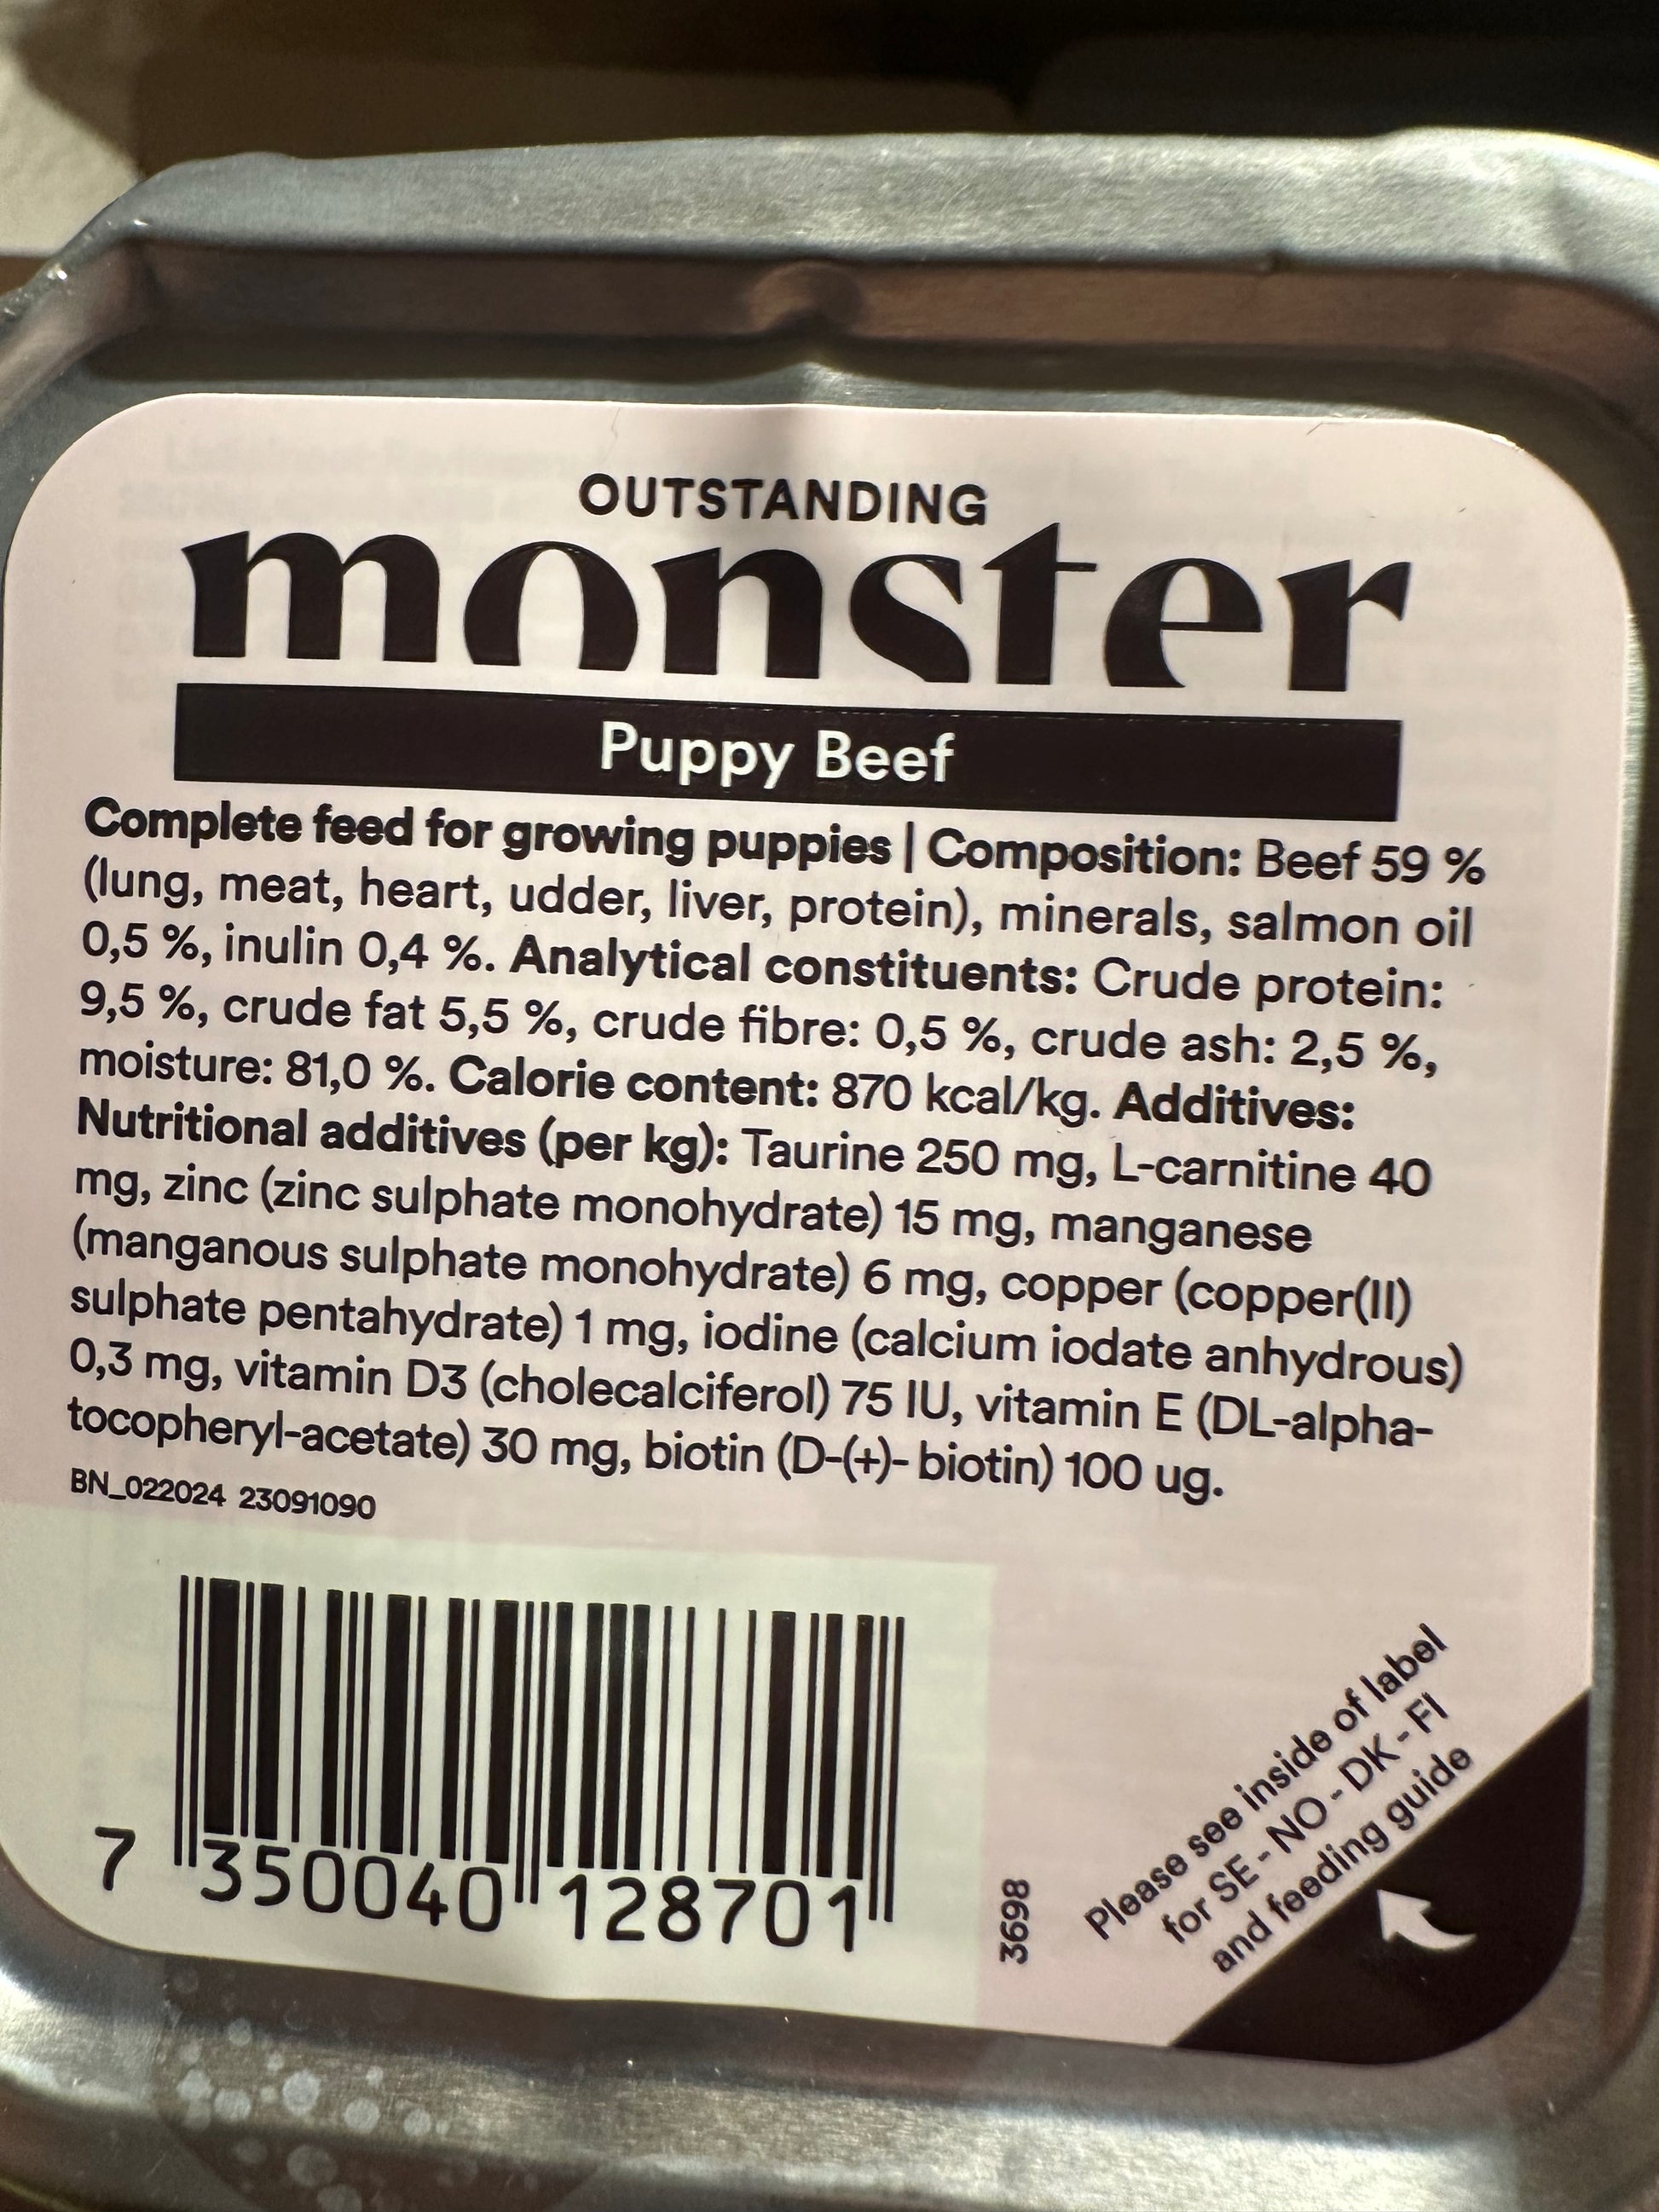 OUTSTANDING
monster
Puppy Beef
Complete feed for growing puppies | Composition: Beef 59 %
(lung, meat, heart, udder, liver, protein), minerals, salmon oil
0,5 %, inulin 0,4 %. Analytical constituents: Crude protein:
9,5 %, crude fat 5,5 %, crude fibre: 0,5 %, crude ash: 2,5 %,
moisture: 81,0 %. Calorie content: 870 kcal/kg. Additives:
Nutritional additives (per kg): Taurine 250 mg, L-carnitine 40
mg, zinc (zinc sulphate monohydrate) 15 mg, manganese
(manganous sulphate monohydrate) 6 mg, copper (copper(II)
sulphate pentahydrate) 1 mg, iodine (calcium iodate anhydrous)
0,3 mg, vitamin D3 (cholecalciferol) 75 IU, vitamin E (DL-alpha-
tocopheryl-acetate) 30 mg, biotin (D-(+)- biotin) 100 ug.
BN_022024 23091090
7 350040 128701
3698
Please see inside of label
for SE - NO - DK - FI
and feeding guide